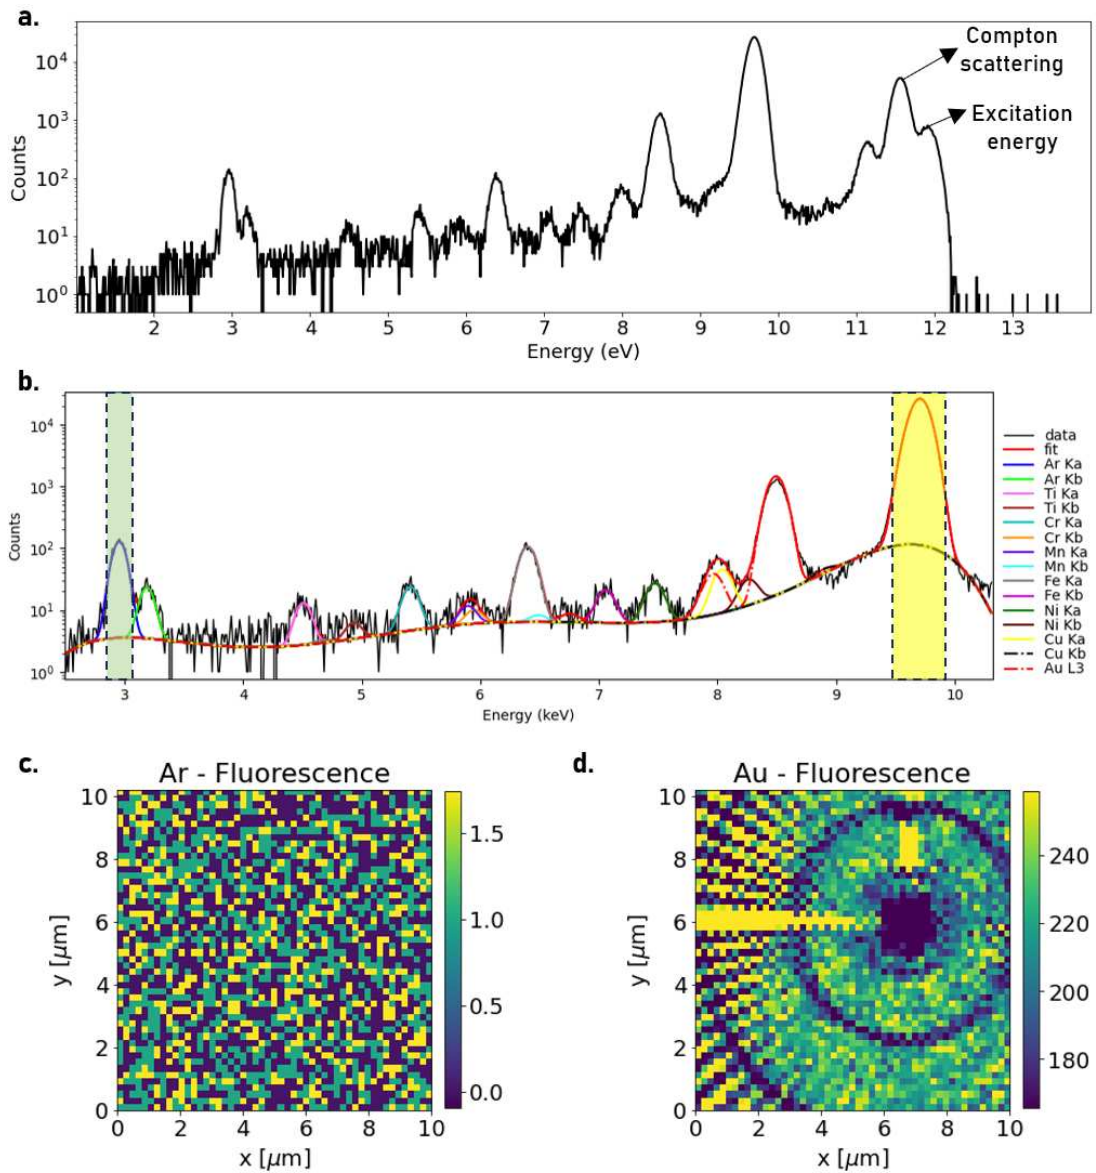 a.
Compton
scattering
Excitation
energy
Counts
10⁴
10³
10²
10¹
10⁰
2 3 4 5 6 7 8 9 10 11 12 13
Energy (eV)
b.
Counts
10⁴
10³
10²
10¹
10⁰
3 4 5 6 7 8 9 10
Energy (keV)
data
fit
Ar Ka
Ar Kb
Ti Ka
Ti Kb
Cr Ka
Cr Kb
Mn Ka
Mn Kb
Fe Ka
Fe Kb
Ni Ka
Ni Kb
Cu Ka
Cu Kb
Au L3
c.
Ar - Fluorescence
y [μm]
10
8
6
4
2
0
0 2 4 6 8 10
x [μm]
1.5
1.0
0.5
0.0
d.
Au - Fluorescence
y [μm]
10
8
6
4
2
0
0 2 4 6 8 10
x [μm]
240
220
200
180